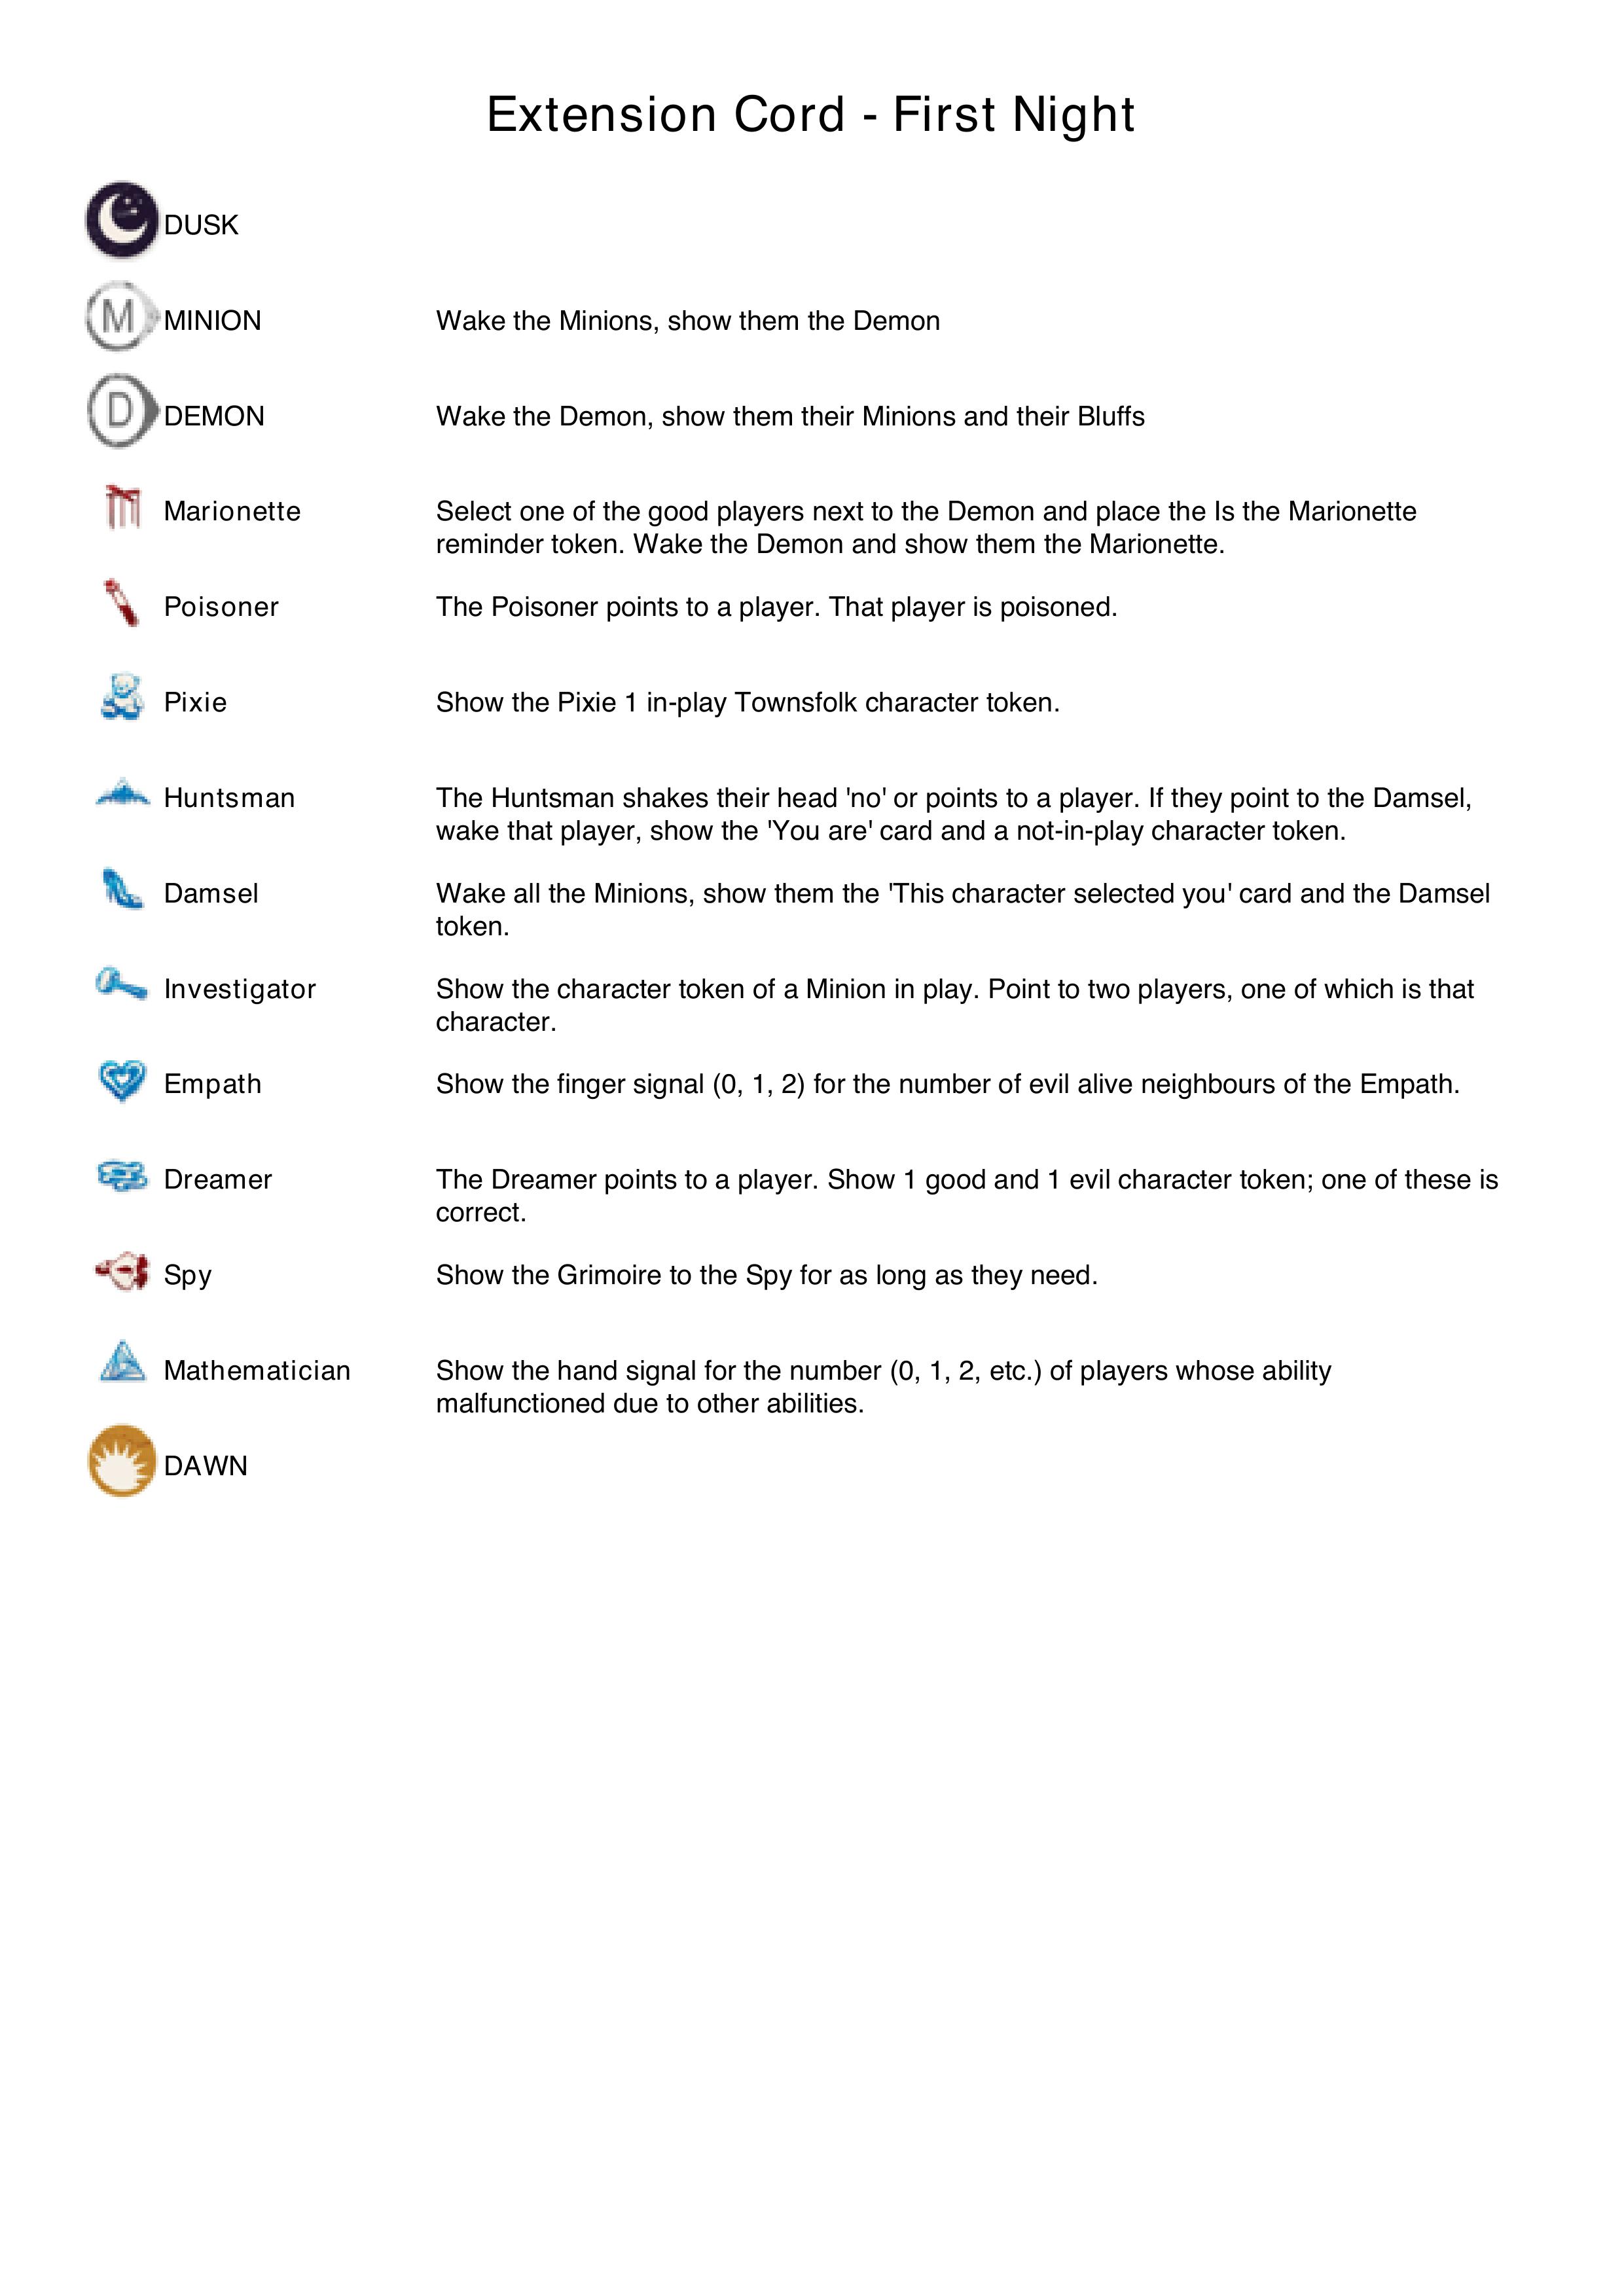 Extension Cord - First Night
DUSK
M MINION Wake the Minions, show them the Demon
D DEMON Wake the Demon, show them their Minions and their Bluffs
Marionette Select one of the good players next to the Demon and place the Is the Marionette
reminder token. Wake the Demon and show them the Marionette.
Poisoner The Poisoner points to a player. That player is poisoned.
Pixie Show the Pixie 1 in-play Townsfolk character token.
Huntsman The Huntsman shakes their head 'no' or points to a player. If they point to the Damsel,
wake that player, show the 'You are' card and a not-in-play character token.
Damsel Wake all the Minions, show them the 'This character selected you' card and the Damsel
token.
Investigator Show the character token of a Minion in play. Point to two players, one of which is that
character.
Empath Show the finger signal (0, 1, 2) for the number of evil alive neighbours of the Empath.
Dreamer The Dreamer points to a player. Show 1 good and 1 evil character token; one of these is
correct.
Spy Show the Grimoire to the Spy for as long as they need.
Mathematician Show the hand signal for the number (0, 1, 2, etc.) of players whose ability
malfunctioned due to other abilities.
DAWN